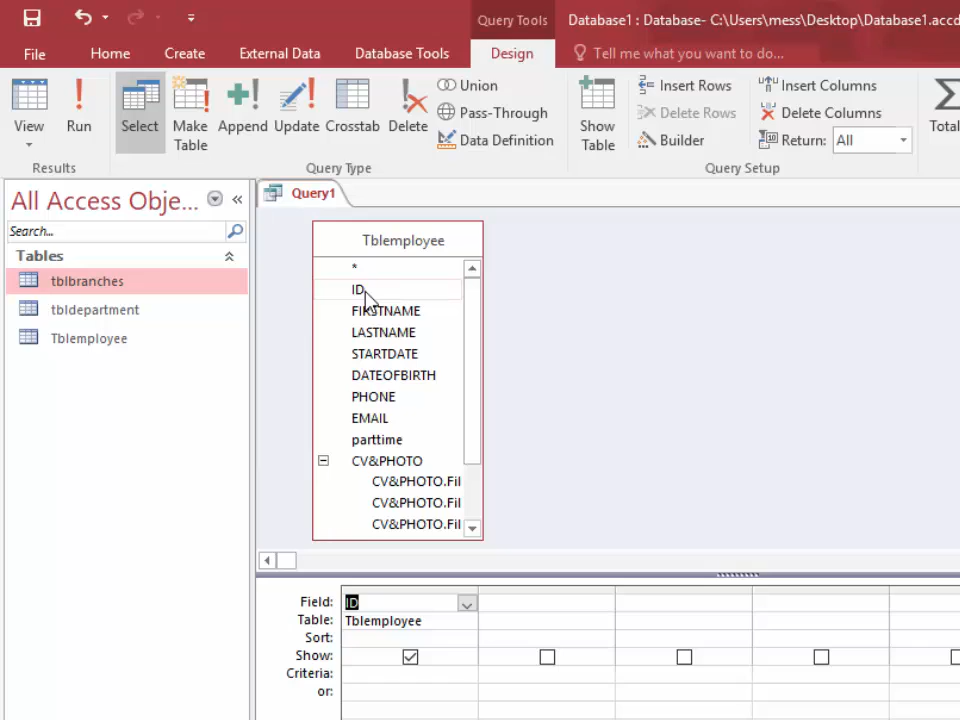 Query Tools
Database1 : Database- C:\Users\mess\Desktop\Database1.accd
File Home Create External Data Database Tools Design Tell me what you want to do...
View
Run
Select
Make Table
Append
Update
Crosstab
Delete
Union
Pass-Through
Data Definition
Show Table
Insert Rows
Delete Rows
Builder
Insert Columns
Delete Columns
Return: All
Total
Results
Query Type
Query Setup
All Access Obje...
Search...
Tables
tblbranches
tbldepartment
Tblemployee
Query1
Tblemployee
*
ID
FIRSTNAME
LASTNAME
STARTDATE
DATEOFBIRTH
PHONE
EMAIL
parttime
CV&PHOTO
CV&PHOTO.Fil
CV&PHOTO.Fil
CV&PHOTO.Fil
Field: ID
Table: Tblemployee
Sort:
Show:
Criteria:
or: